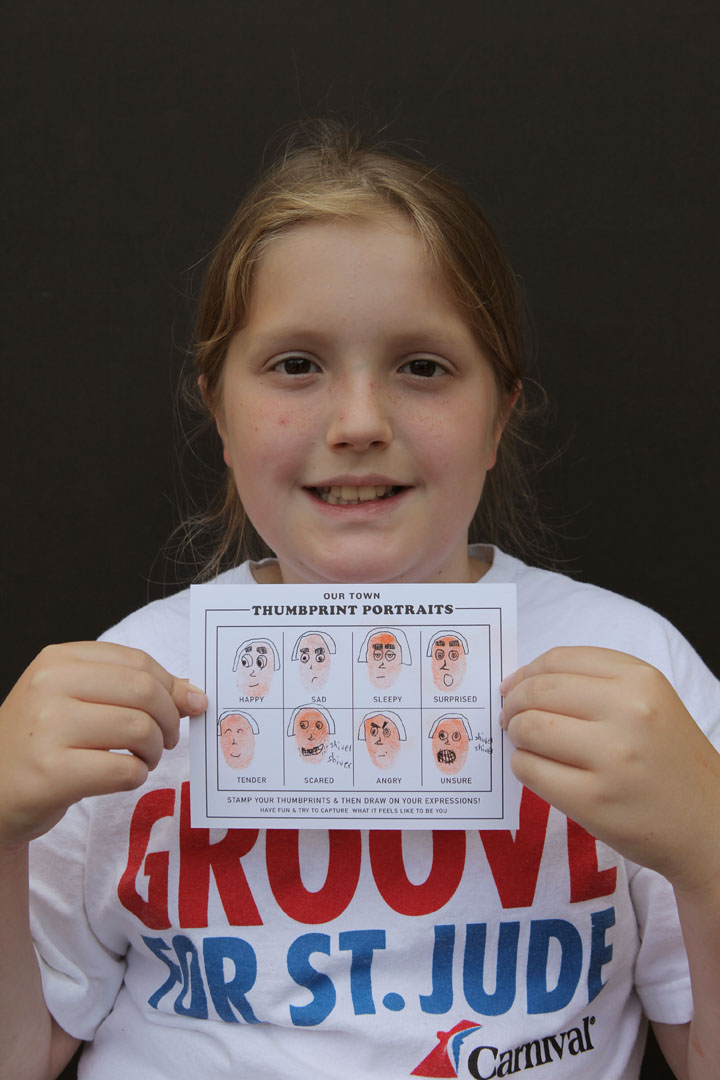 OUR TOWN
THUMBPRINT PORTRAITS
HAPPY SAD SLEEPY SURPRISED
shiver
shiver
shiver
shiver
TENDER SCARED ANGRY UNSURE
STAMP YOUR THUMBPRINTS & THEN DRAW ON YOUR EXPRESSIONS!
HAVE FUN & TRY TO CAPTURE WHAT IT FEELS LIKE TO BE YOU
GROOVE
FOR ST. JUDE
Carnival®